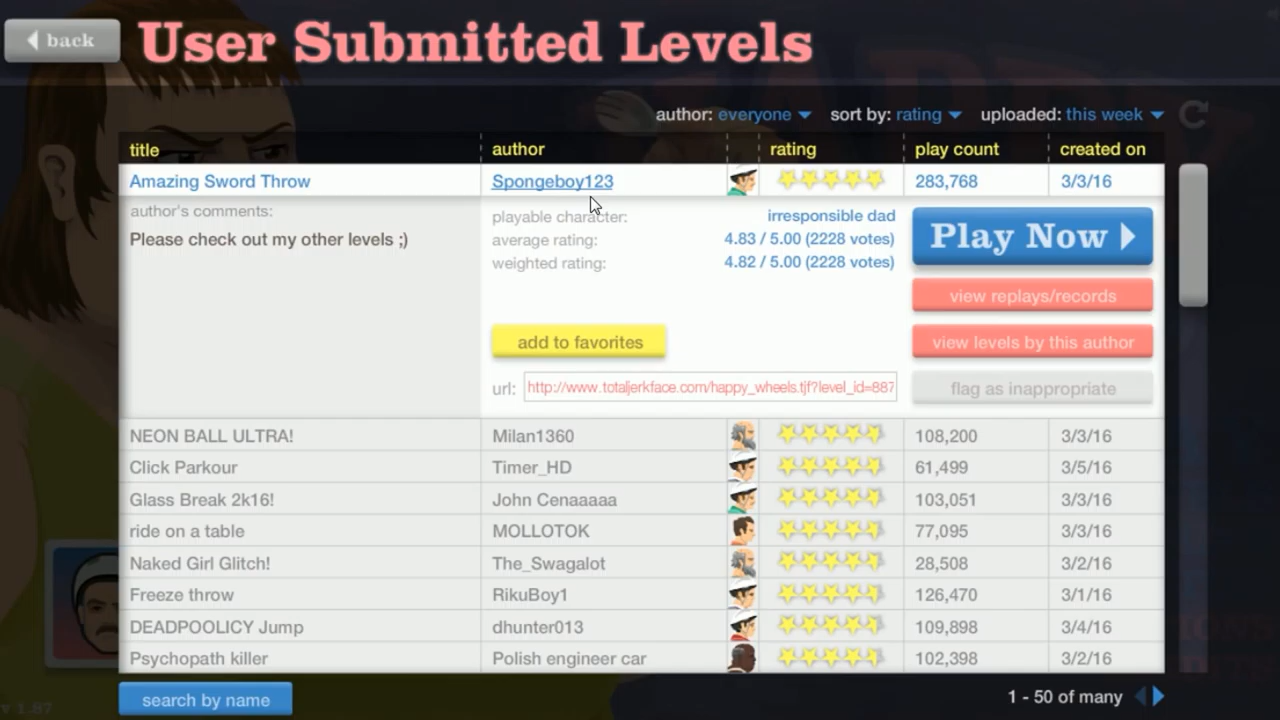 back
User Submitted Levels
author: everyone sort by: rating uploaded: this week
title author rating play count created on
Amazing Sword Throw Spongeboy123 283,768 3/3/16
author's comments:
Please check out my other levels ;)
playable character: irresponsible dad
average rating: 4.83 / 5.00 (2228 votes)
weighted rating: 4.82 / 5.00 (2228 votes)
Play Now
view replays/records
add to favorites
view levels by this author
url: http://www.totaljerkface.com/happy_wheels.tjf?level_id=887
flag as inappropriate
NEON BALL ULTRA! Milan1360 108,200 3/3/16
Click Parkour Timer_HD 61,499 3/5/16
Glass Break 2k16! John Cenaaaaa 103,051 3/3/16
ride on a table MOLLOTOK 77,095 3/3/16
Naked Girl Glitch! The_Swagalot 28,508 3/2/16
Freeze throw RikuBoy1 126,470 3/1/16
DEADPOOLICY Jump dhunter013 109,898 3/4/16
Psychopath killer Polish engineer car 102,398 3/2/16
search by name
1 - 50 of many
v 1.87